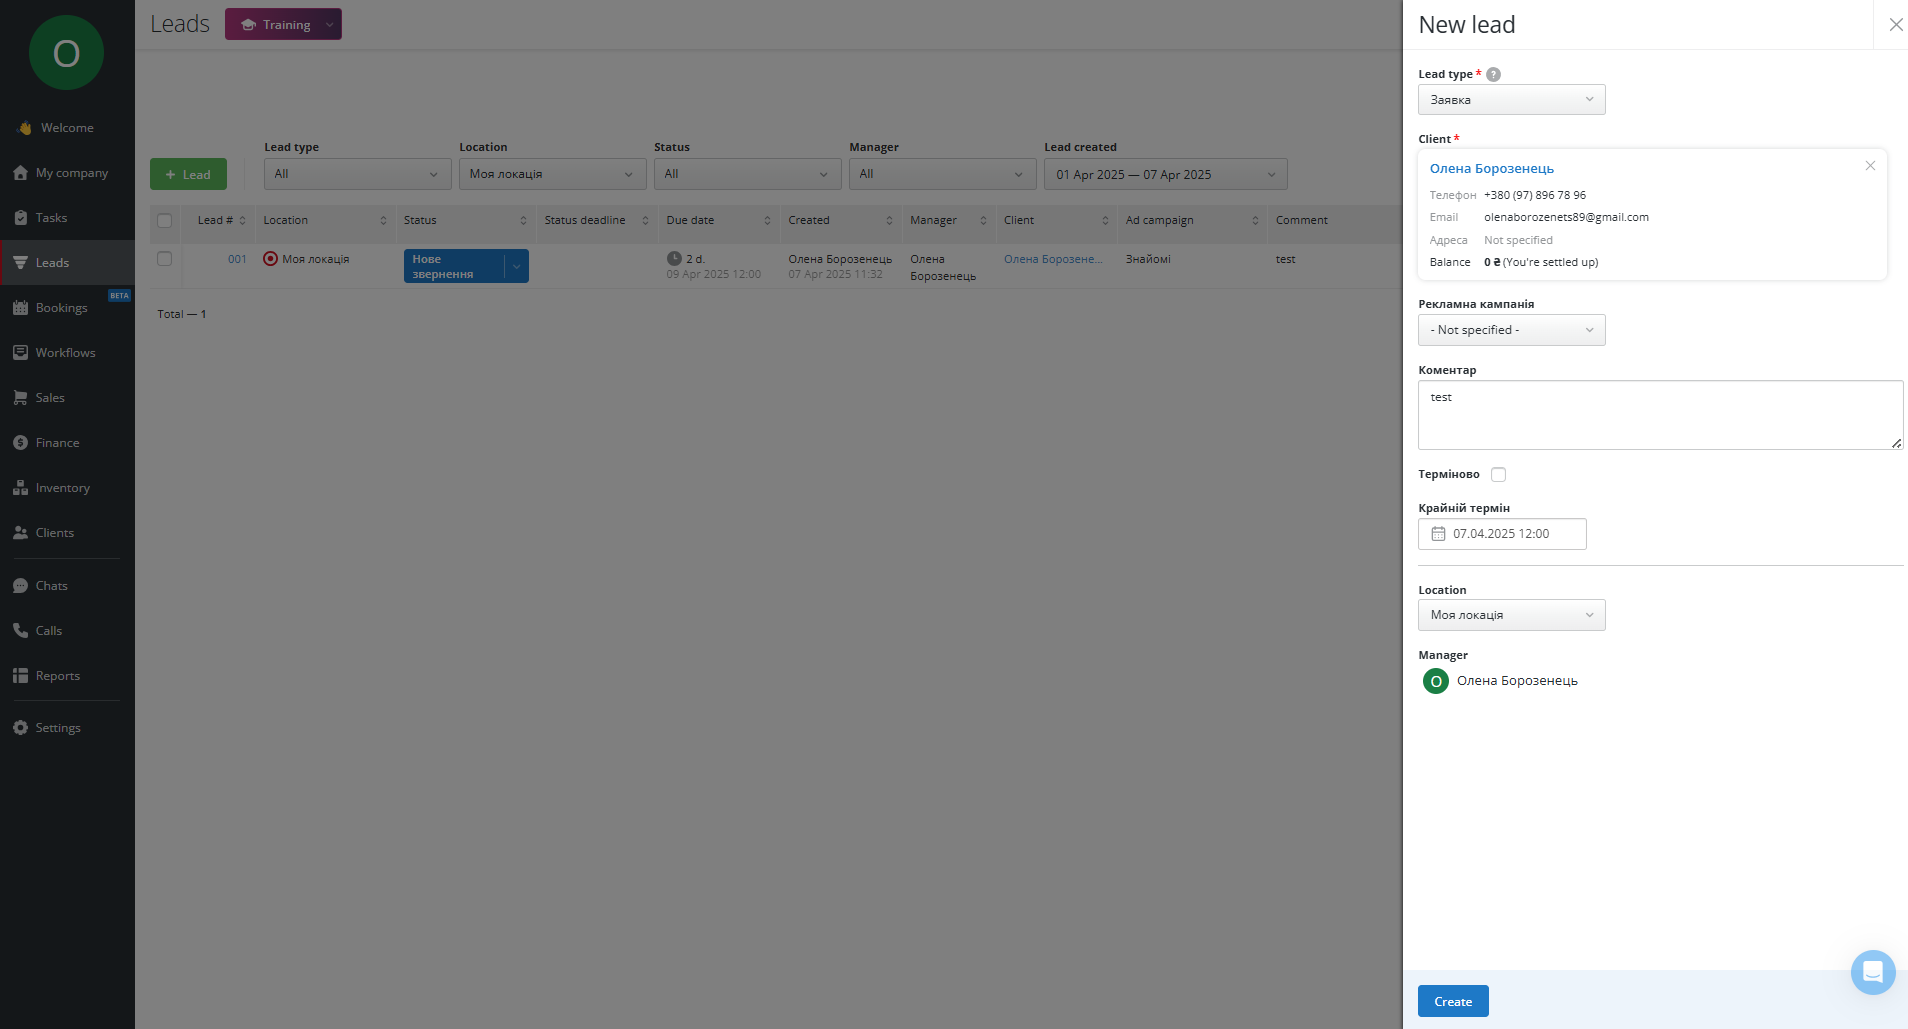 O
Welcome
My company
Tasks
Leads
BETA
Bookings
Workflows
Sales
Finance
Inventory
Clients
Chats
Calls
Reports
Settings
Leads
Training
+ Lead
Lead type
All
Location
Моя локація
Status
All
Manager
All
Lead created
01 Apr 2025 — 07 Apr 2025
Lead # Location Status Status deadline Due date Created Manager Client Ad campaign Comment
001 Моя локація Нове звернення 2 d. Олена Борозенець Олена Борозенець Олена Борозене... Знайомі test
09 Apr 2025 12:00 07 Apr 2025 11:32
Total — 1
New lead
Lead type * ?
Заявка
Client *
Олена Борозенець
Телефон +380 (97) 896 78 96
Email olenaborozenets89@gmail.com
Адреса Not specified
Balance 0 ₴ (You're settled up)
Рекламна кампанія
- Not specified -
Коментар
test
Терміново
Крайній термін
07.04.2025 12:00
Location
Моя локація
Manager
O Олена Борозенець
Create